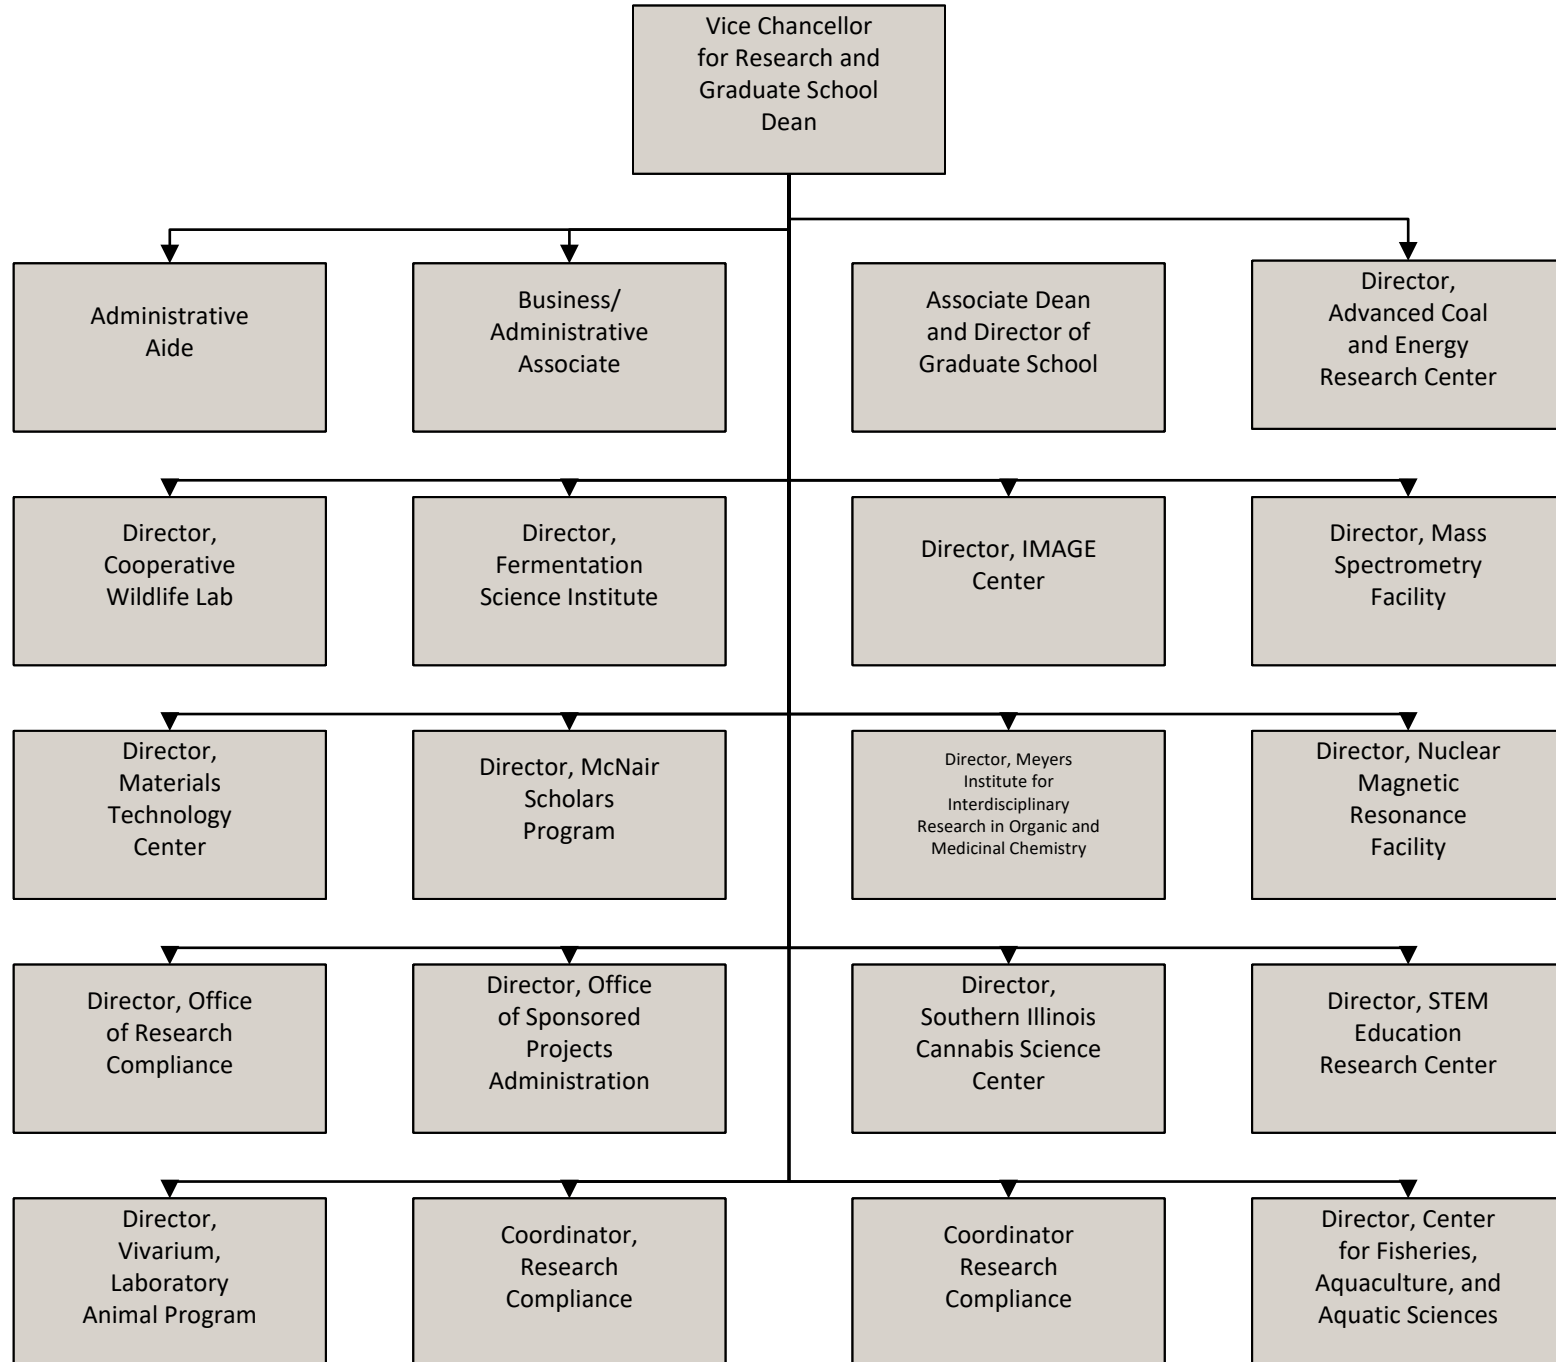 Vice Chancellor
for Research and
Graduate School
Dean
Administrative
Aide
Business/
Administrative
Associate
Associate Dean
and Director of
Graduate School
Director,
Advanced Coal
and Energy
Research Center
Director,
Cooperative
Wildlife Lab
Director,
Fermentation
Science Institute
Director, IMAGE
Center
Director, Mass
Spectrometry
Facility
Director,
Materials
Technology
Center
Director, McNair
Scholars
Program
Director, Meyers
Institute for
Interdisciplinary
Research in Organic and
Medicinal Chemistry
Director, Nuclear
Magnetic
Resonance
Facility
Director, Office
of Research
Compliance
Director, Office
of Sponsored
Projects
Administration
Director,
Southern Illinois
Cannabis Science
Center
Director, STEM
Education
Research Center
Director,
Vivarium,
Laboratory
Animal Program
Coordinator,
Research
Compliance
Coordinator
Research
Compliance
Director, Center
for Fisheries,
Aquaculture, and
Aquatic Sciences